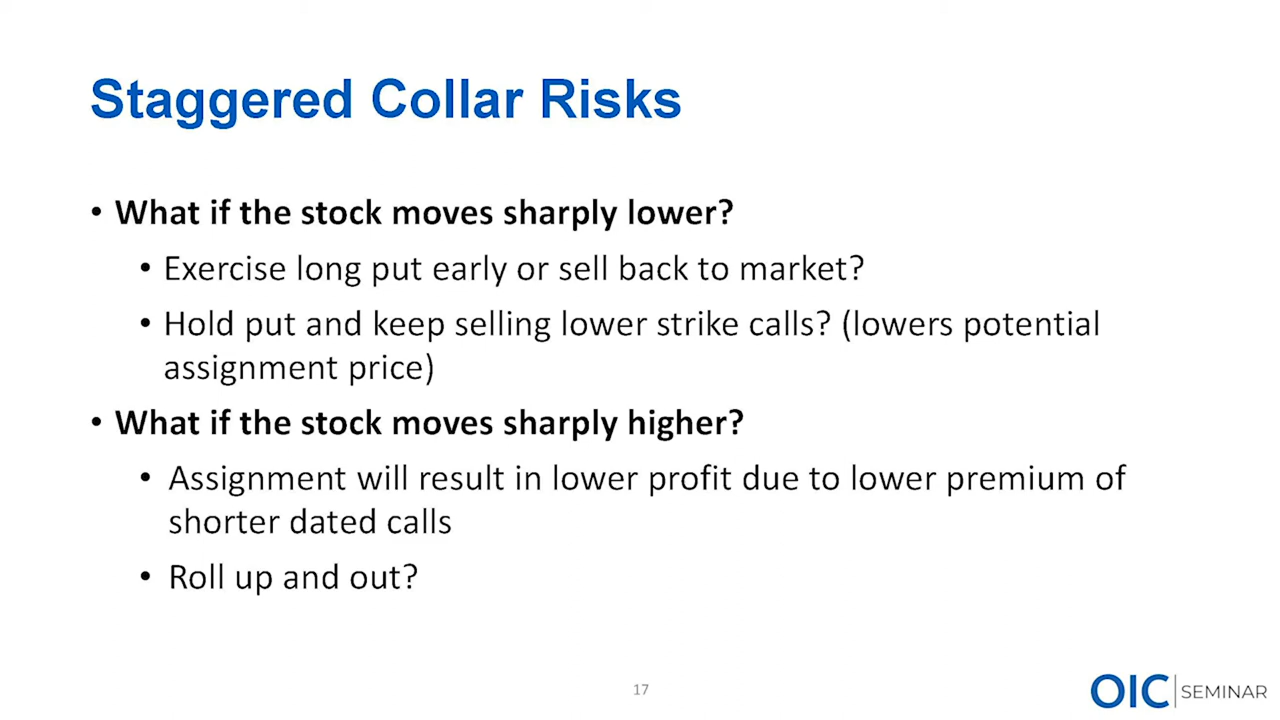 Staggered Collar Risks
• What if the stock moves sharply lower?
• Exercise long put early or sell back to market?
• Hold put and keep selling lower strike calls? (lowers potential
assignment price)
• What if the stock moves sharply higher?
• Assignment will result in lower profit due to lower premium of
shorter dated calls
• Roll up and out?
17
OIC | SEMINAR